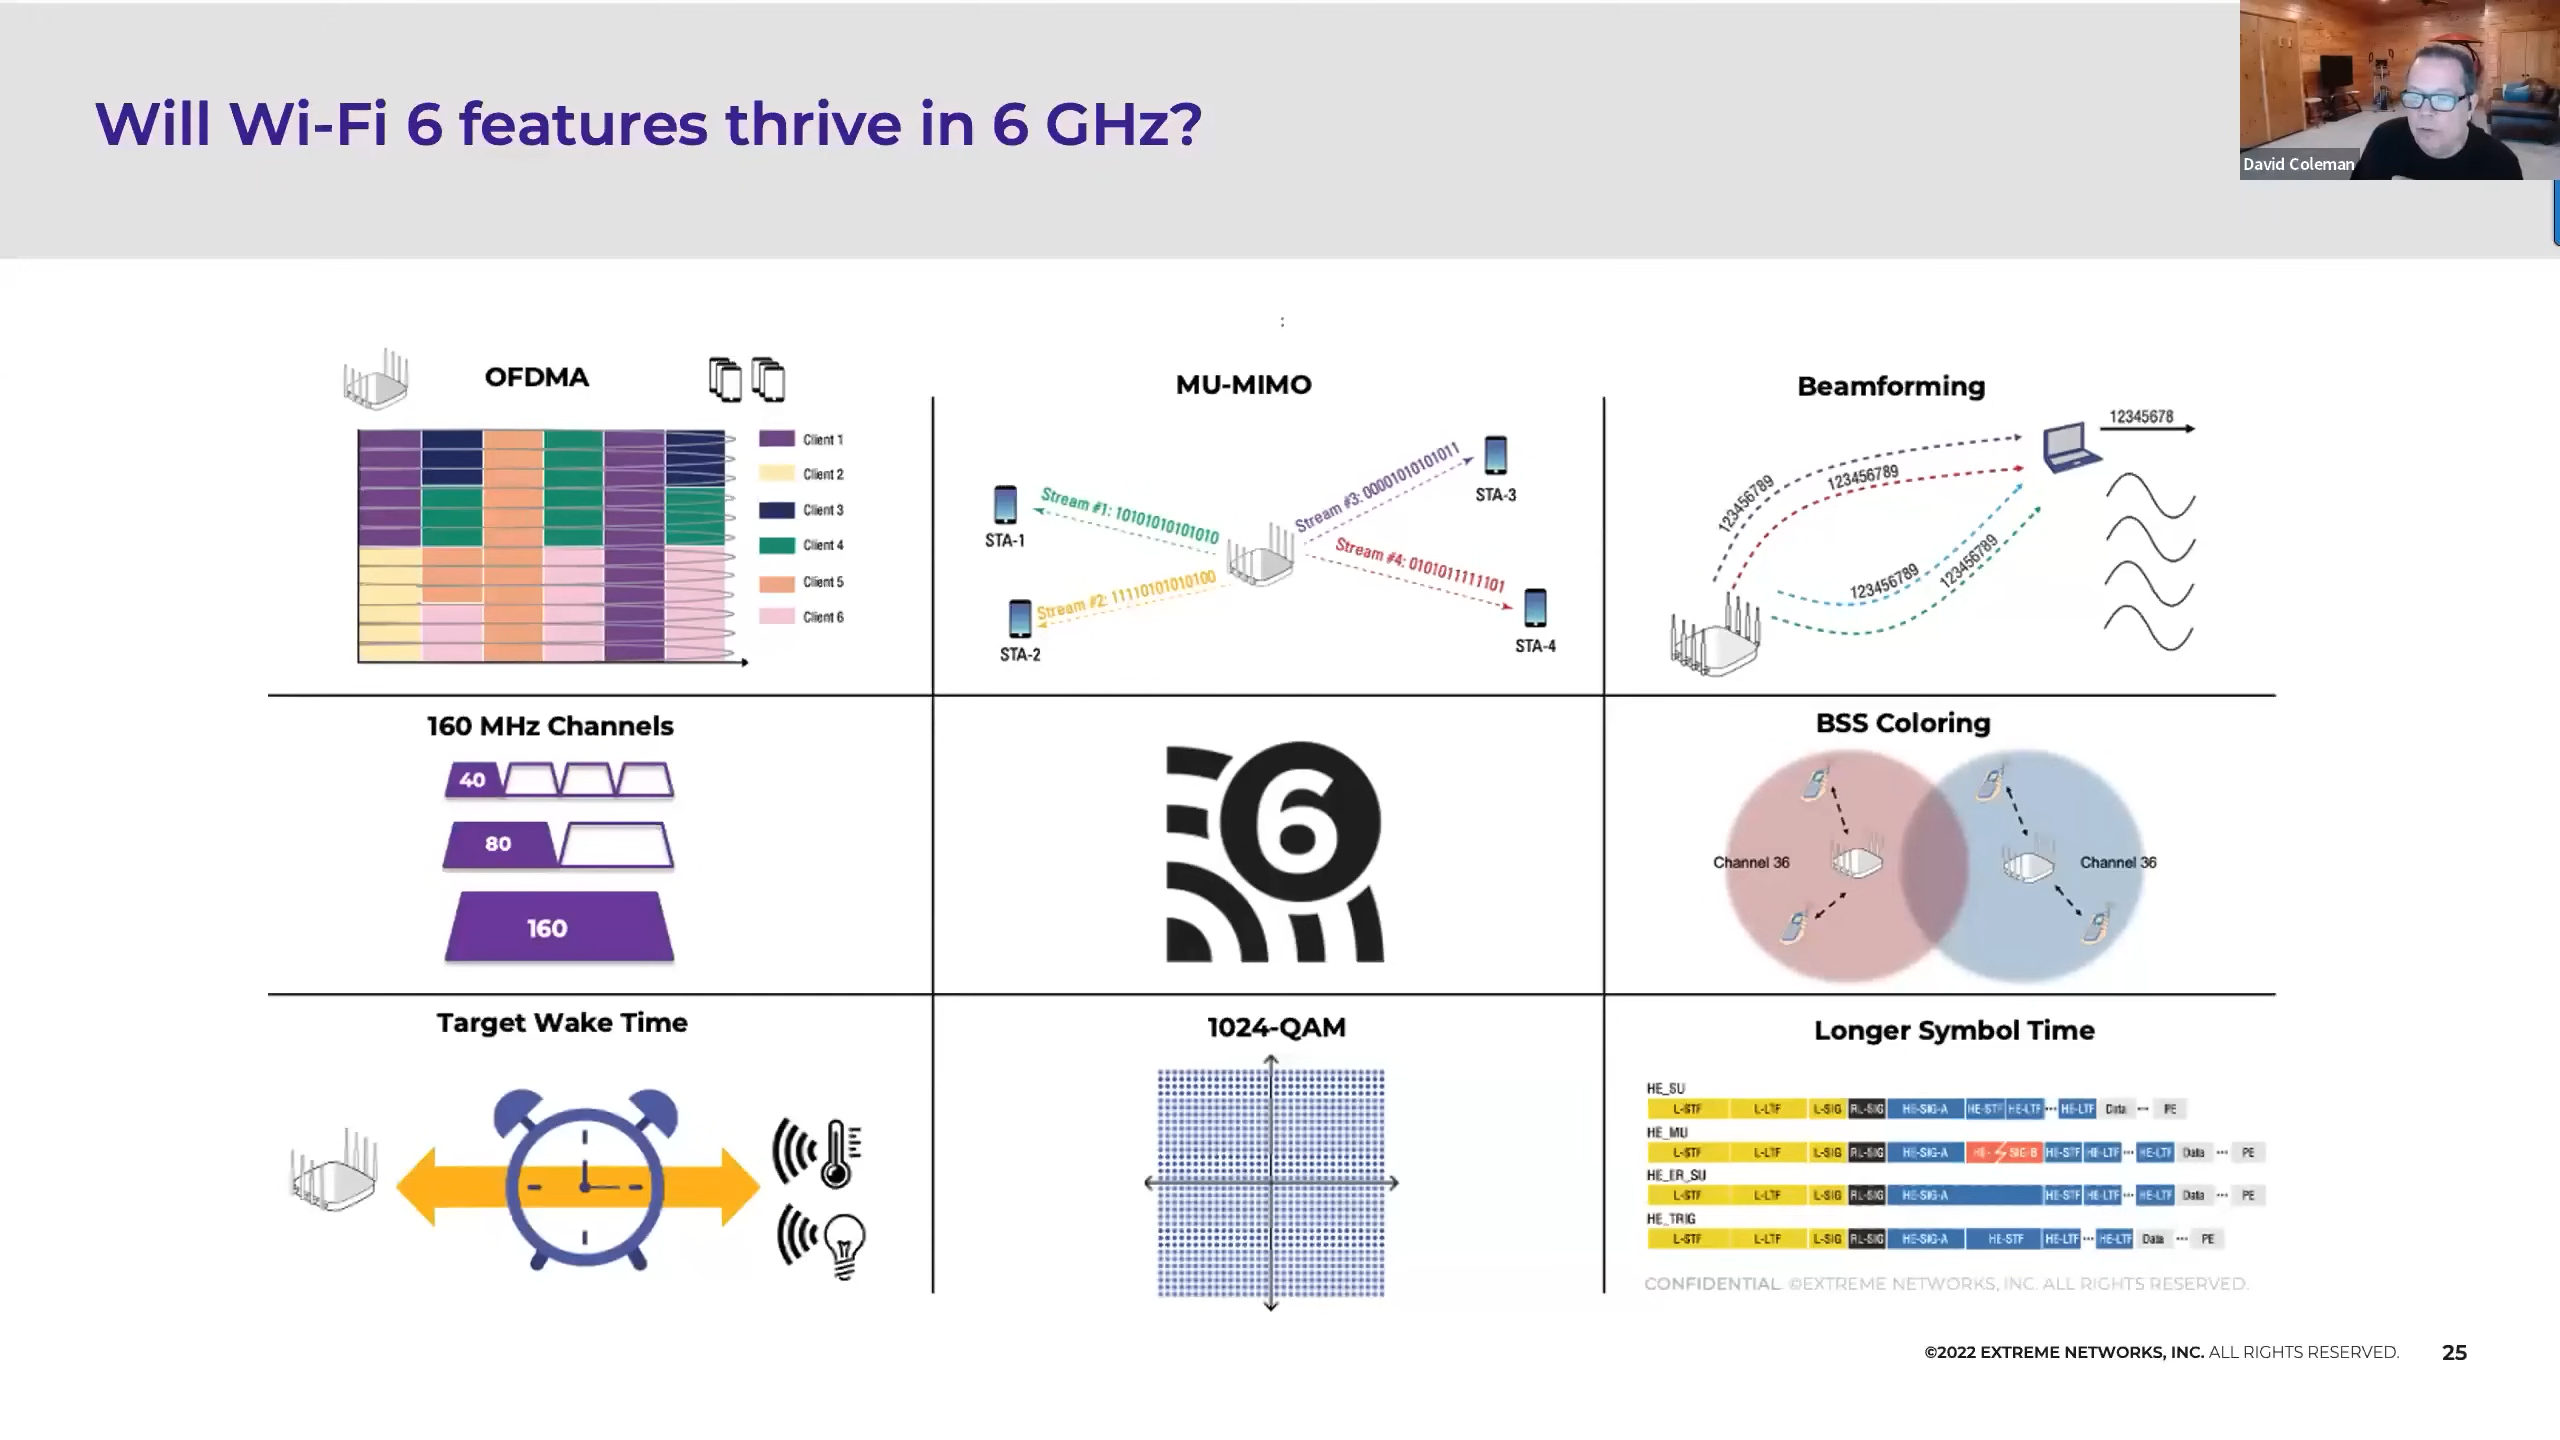 Will Wi-Fi 6 features thrive in 6 GHz?
David Coleman
:
OFDMA
Client 1
Client 2
Client 3
Client 4
Client 5
Client 6
MU-MIMO
Stream #1: 10101010101010
STA-1
Stream #2: 11110101010100
STA-2
Stream #3: 00001010101011
STA-3
Stream #4: 0101011111101
STA-4
Beamforming
12345678
123456789
123456789
123456789
123456789
160 MHz Channels
40
80
160
6
BSS Coloring
Channel 36
Channel 36
Target Wake Time
1024-QAM
Longer Symbol Time
HE_SU
L-STF L-LTF L-SIG RL-SIG HE-SIG-A HE-STF HE-LTF ... HE-LTF Data ... PE
HE_MU
L-STF L-LTF L-SIG RL-SIG HE-SIG-A HE- SIG-B HE-STF HE-LTF ... HE-LTF Data ... PE
HE_ER_SU
L-STF L-LTF L-SIG RL-SIG HE-SIG-A HE-STF HE-LTF ... HE-LTF Data ... PE
HE_TRIG
L-STF L-LTF L-SIG RL-SIG HE-SIG-A HE-STF HE-LTF ... HE-LTF Data ... PE
CONFIDENTIAL ©EXTREME NETWORKS, INC. ALL RIGHTS RESERVED.
©2022 EXTREME NETWORKS, INC. ALL RIGHTS RESERVED. 25